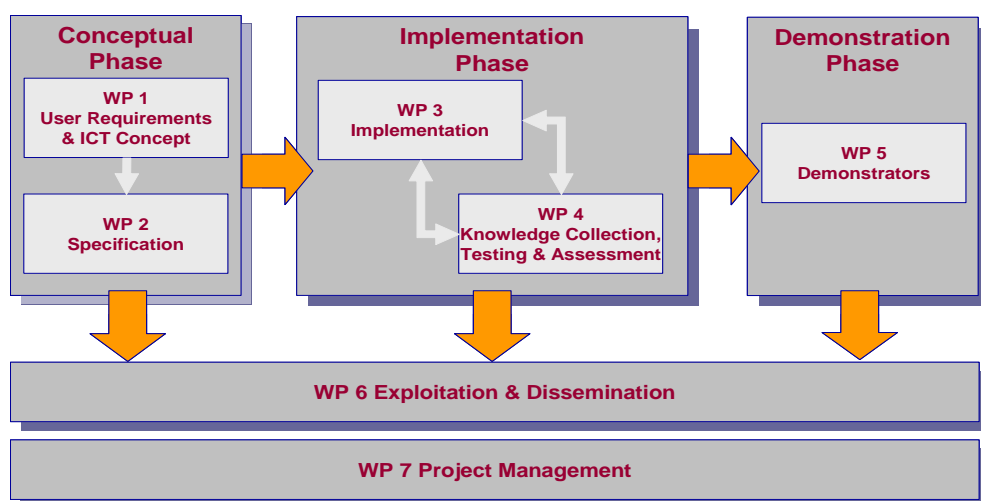 Conceptual
Phase
WP 1
User Requirements
& ICT Concept
WP 2
Specification
Implementation
Phase
WP 3
Implementation
WP 4
Knowledge Collection,
Testing & Assessment
Demonstration
Phase
WP 5
Demonstrators
WP 6 Exploitation & Dissemination
WP 7 Project Management